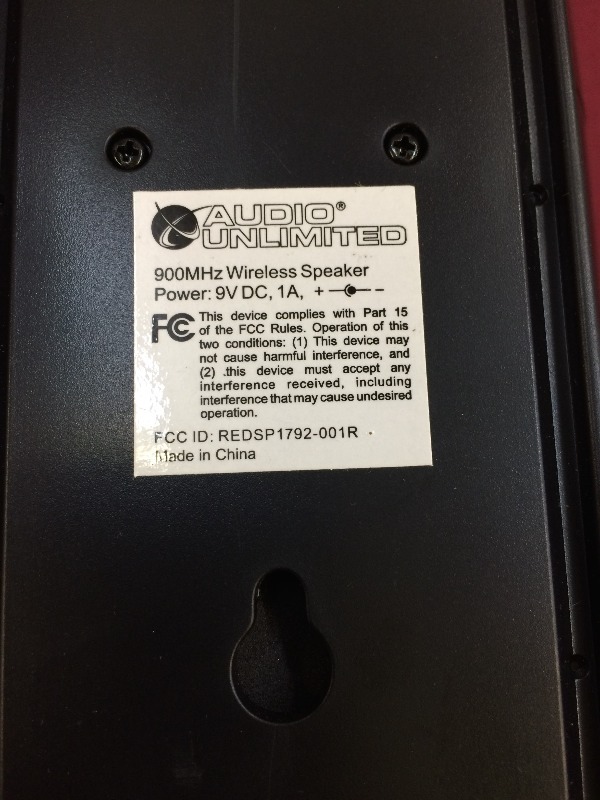 AUDIO®
UNLIMITED
900MHz Wireless Speaker
Power: 9V DC, 1A, + -
FC This device complies with Part 15
of the FCC Rules. Operation of this
two conditions: (1) This device may
not cause harmful interference, and
(2) .this device must accept any
interference received, including
interference that may cause undesired
operation.
FCC ID: REDSP1792-001R
Made in China